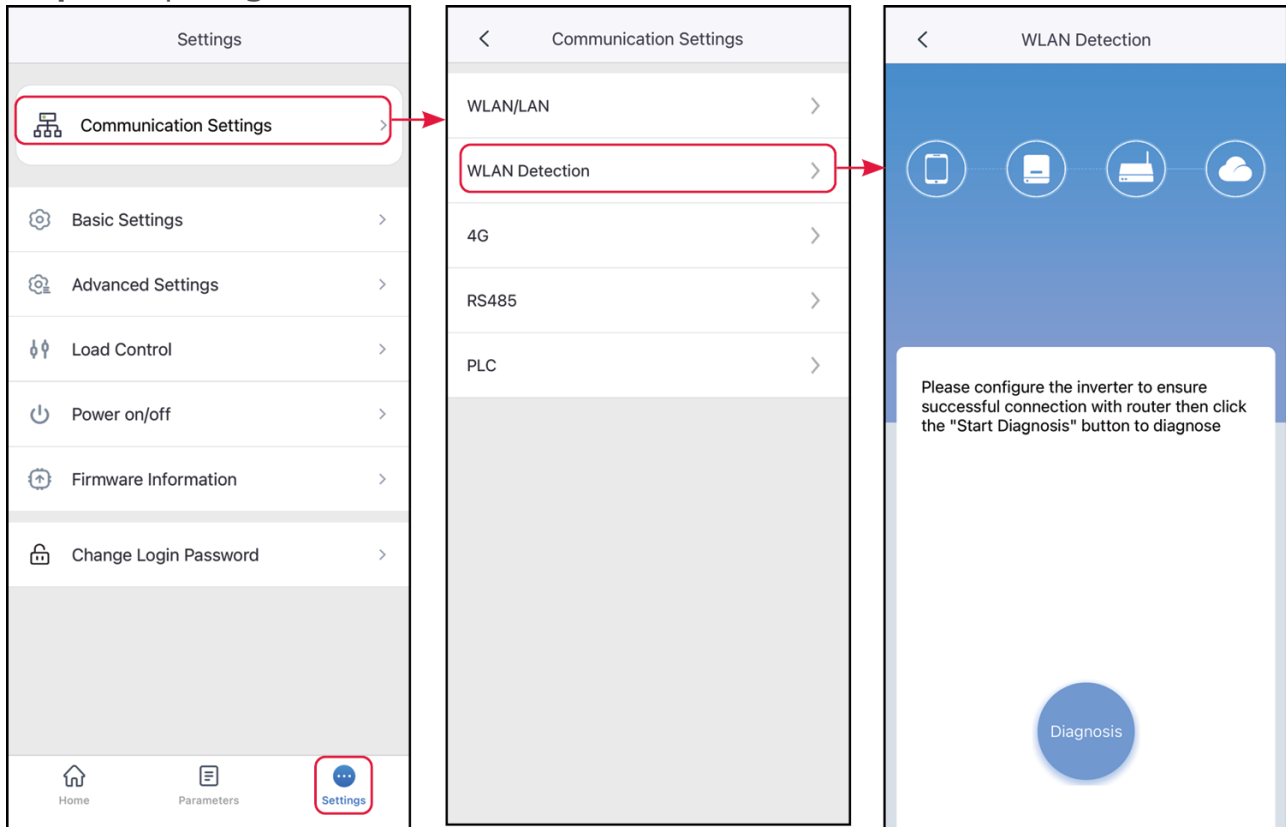 Settings
Communication Settings
Basic Settings
Advanced Settings
Load Control
Power on/off
Firmware Information
Change Login Password
Home
Parameters
Settings
Communication Settings
WLAN/LAN
WLAN Detection
4G
RS485
PLC
WLAN Detection
Please configure the inverter to ensure
successful connection with router then click
the "Start Diagnosis" button to diagnose
Diagnosis